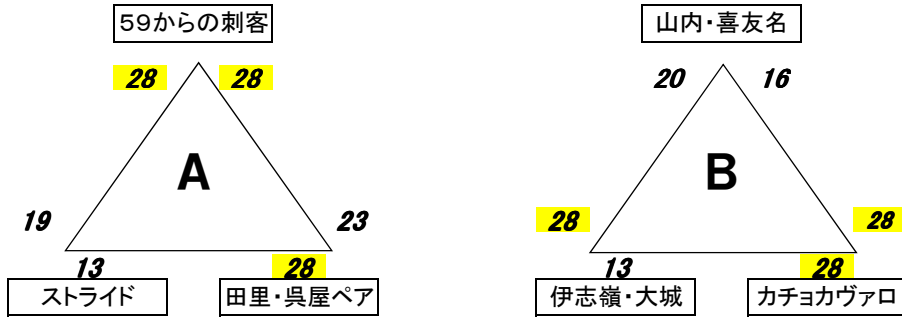 59からの刺客
山内・喜友名
28 28
20 16
A
B
19 23
28 28
13 28
13 28
ストライド 田里・呉屋ペア
伊志嶺・大城 カチョカヴァロ